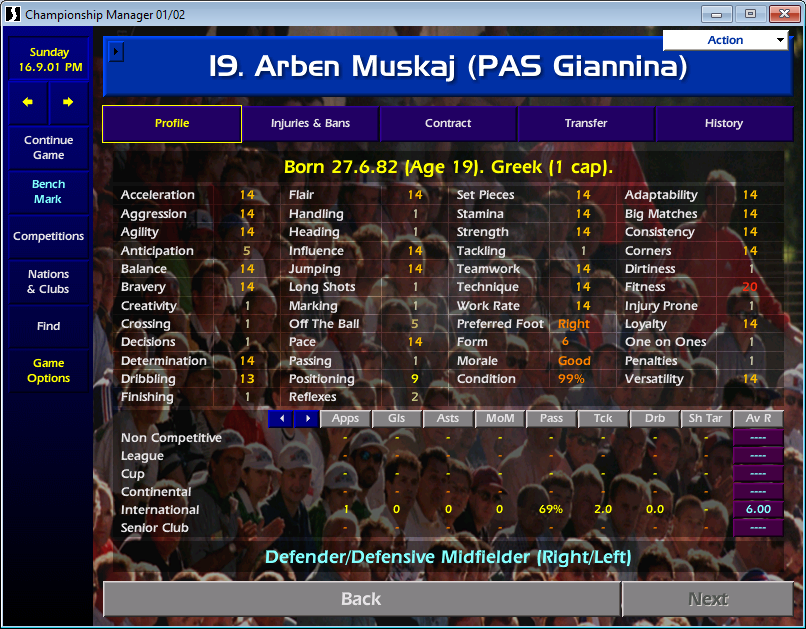 Championship Manager 01/02
Action
Sunday
16.9.01 PM
19. Arben Muskaj (PAS Giannina)
Continue
Game
Bench
Mark
Competitions
Nations
& Clubs
Find
Game
Options
Profile Injuries & Bans Contract Transfer History
Born 27.6.82 (Age 19). Greek (1 cap).
Acceleration 14 Flair 14 Set Pieces 14 Adaptability 14
Aggression 14 Handling 1 Stamina 14 Big Matches 14
Agility 14 Heading 1 Strength 14 Consistency 14
Anticipation 5 Influence 14 Tackling 1 Corners 14
Balance 14 Jumping 14 Teamwork 14 Dirtiness 1
Bravery 14 Long Shots 1 Technique 14 Fitness 20
Creativity 1 Marking 1 Work Rate 14 Injury Prone 1
Crossing 1 Off The Ball 5 Preferred Foot Right Loyalty 14
Decisions 1 Pace 14 Form 6 One on Ones 1
Determination 14 Passing 1 Morale Good Penalties 1
Dribbling 13 Positioning 9 Condition 99% Versatility 14
Finishing 1 Reflexes 2
Apps Gls Asts MoM Pass Tck Drb Sh Tar Av R
Non Competitive - - - - - - - - ----
League - - - - - - - - ----
Cup - - - - - - - - ----
Continental - - - - - - - - ----
International 1 0 0 0 69% 2.0 0.0 - 6.00
Senior Club - - - - - - - - ----
Defender/Defensive Midfielder (Right/Left)
Back Next